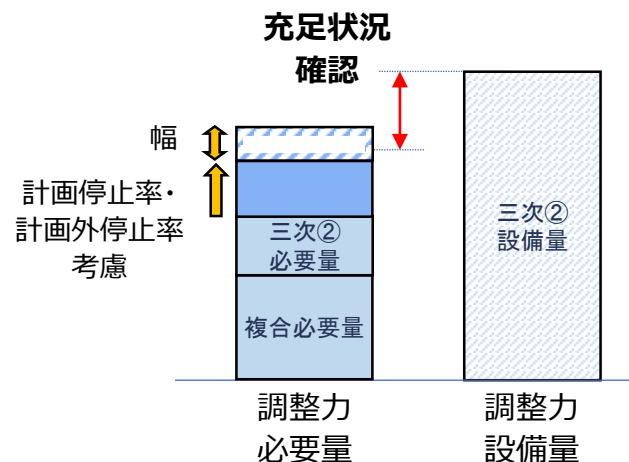 充足状況
確認
幅
計画停止率・
計画外停止率
考慮
三次②
必要量
複合必要量
三次②
設備量
調整力
必要量
調整力
設備量